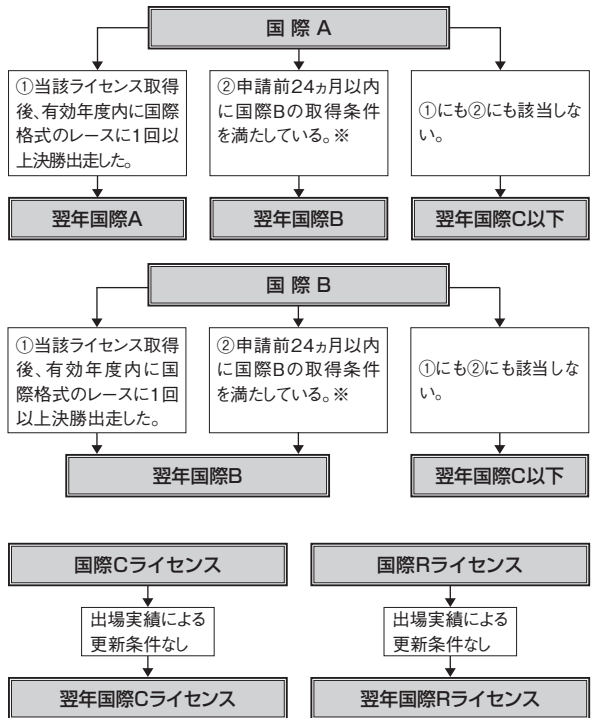 国 際 A
①当該ライセンス取得
後、有効年度内に国際
格式のレースに1回以
上決勝出走した。
②申請前24ヵ月以内
に国際Bの取得条件
を満たしている。※
①にも②にも該当しな
い。
翌年国際A
翌年国際B
翌年国際C以下
国 際 B
①当該ライセンス取得
後、有効年度内に国
際格式のレースに1回
以上決勝出走した。
②申請前24ヵ月以内
に国際Bの取得条件
を満たしている。※
①にも②にも該当しな
い。
翌年国際B
翌年国際C以下
国際Cライセンス
出場実績による
更新条件なし
翌年国際Cライセンス
国際Rライセンス
出場実績による
更新条件なし
翌年国際Rライセンス